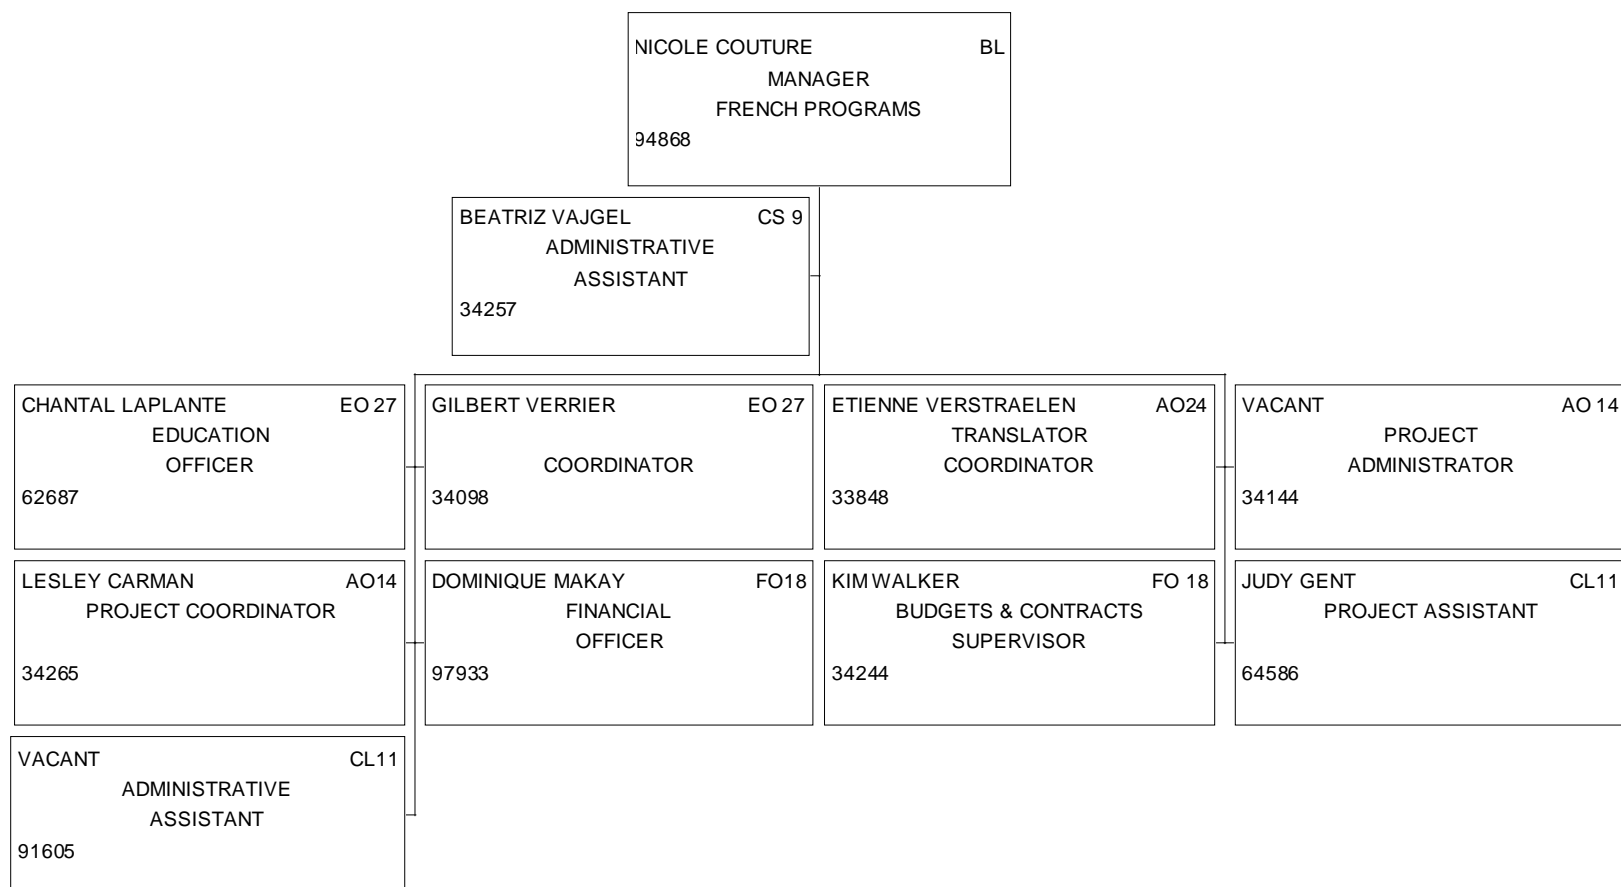 NICOLE COUTURE BL
MANAGER
FRENCH PROGRAMS
94868
BEATRIZ VAJGEL CS 9
ADMINISTRATIVE
ASSISTANT
34257
CHANTAL LAPLANTE EO 27
EDUCATION
OFFICER
62687
GILBERT VERRIER EO 27
COORDINATOR
34098
ETIENNE VERSTRAELEN AO24
TRANSLATOR
COORDINATOR
33848
VACANT AO 14
PROJECT
ADMINISTRATOR
34144
LESLEY CARMAN AO14
PROJECT COORDINATOR
34265
DOMINIQUE MAKAY FO18
FINANCIAL
OFFICER
97933
KIM WALKER FO 18
BUDGETS & CONTRACTS
SUPERVISOR
34244
JUDY GENT CL11
PROJECT ASSISTANT
64586
VACANT CL11
ADMINISTRATIVE
ASSISTANT
91605